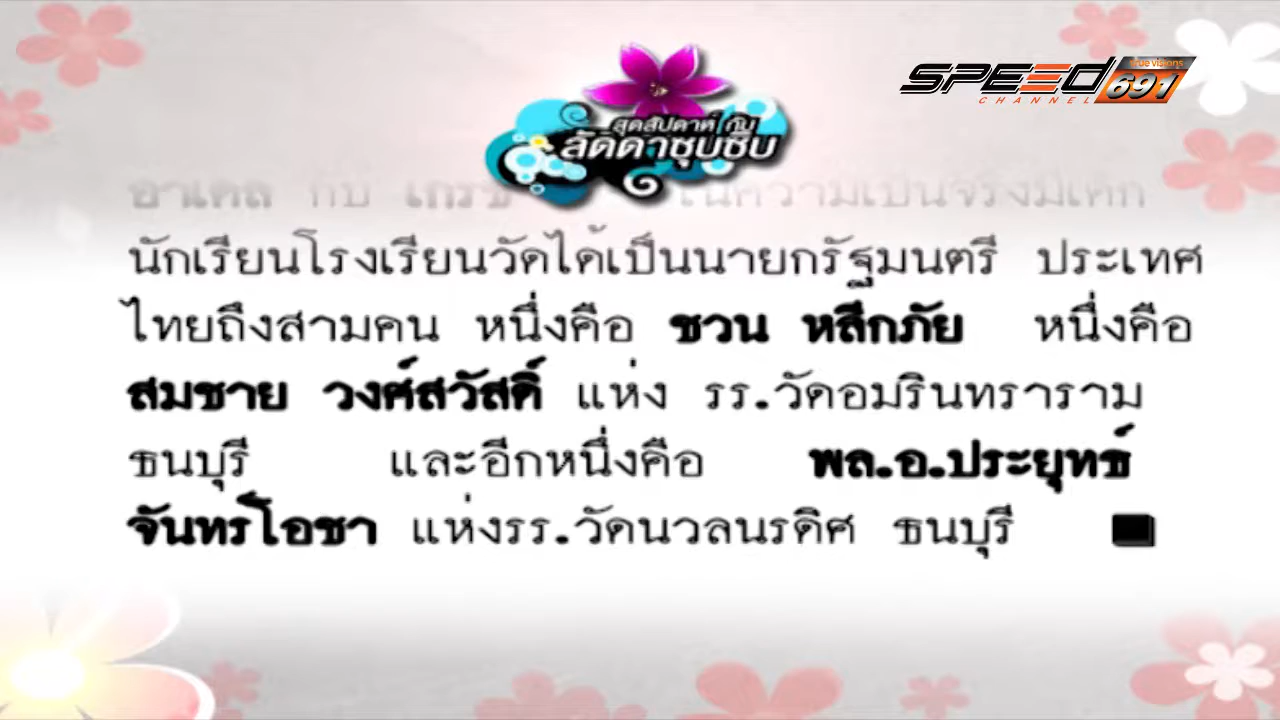 SPEED
true visions
CHANNEL
691
สุดสัปดาห์ กับ
ลัดดาซุบซิบ
นักเรียนโรงเรียนวัดได้เป็นนายกรัฐมนตรี ประเทศ
ไทยถึงสามคน หนึ่งคือ ชวน หลีกภัย หนึ่งคือ
สมชาย วงศ์สวัสดิ์ แห่ง รร.วัดอมรินทราราม
ธนบุรี และอีกหนึ่งคือ พล.อ.ประยุทธ์
จันทร์โอชา แห่งรร.วัดนวลนรดิศ ธนบุรี